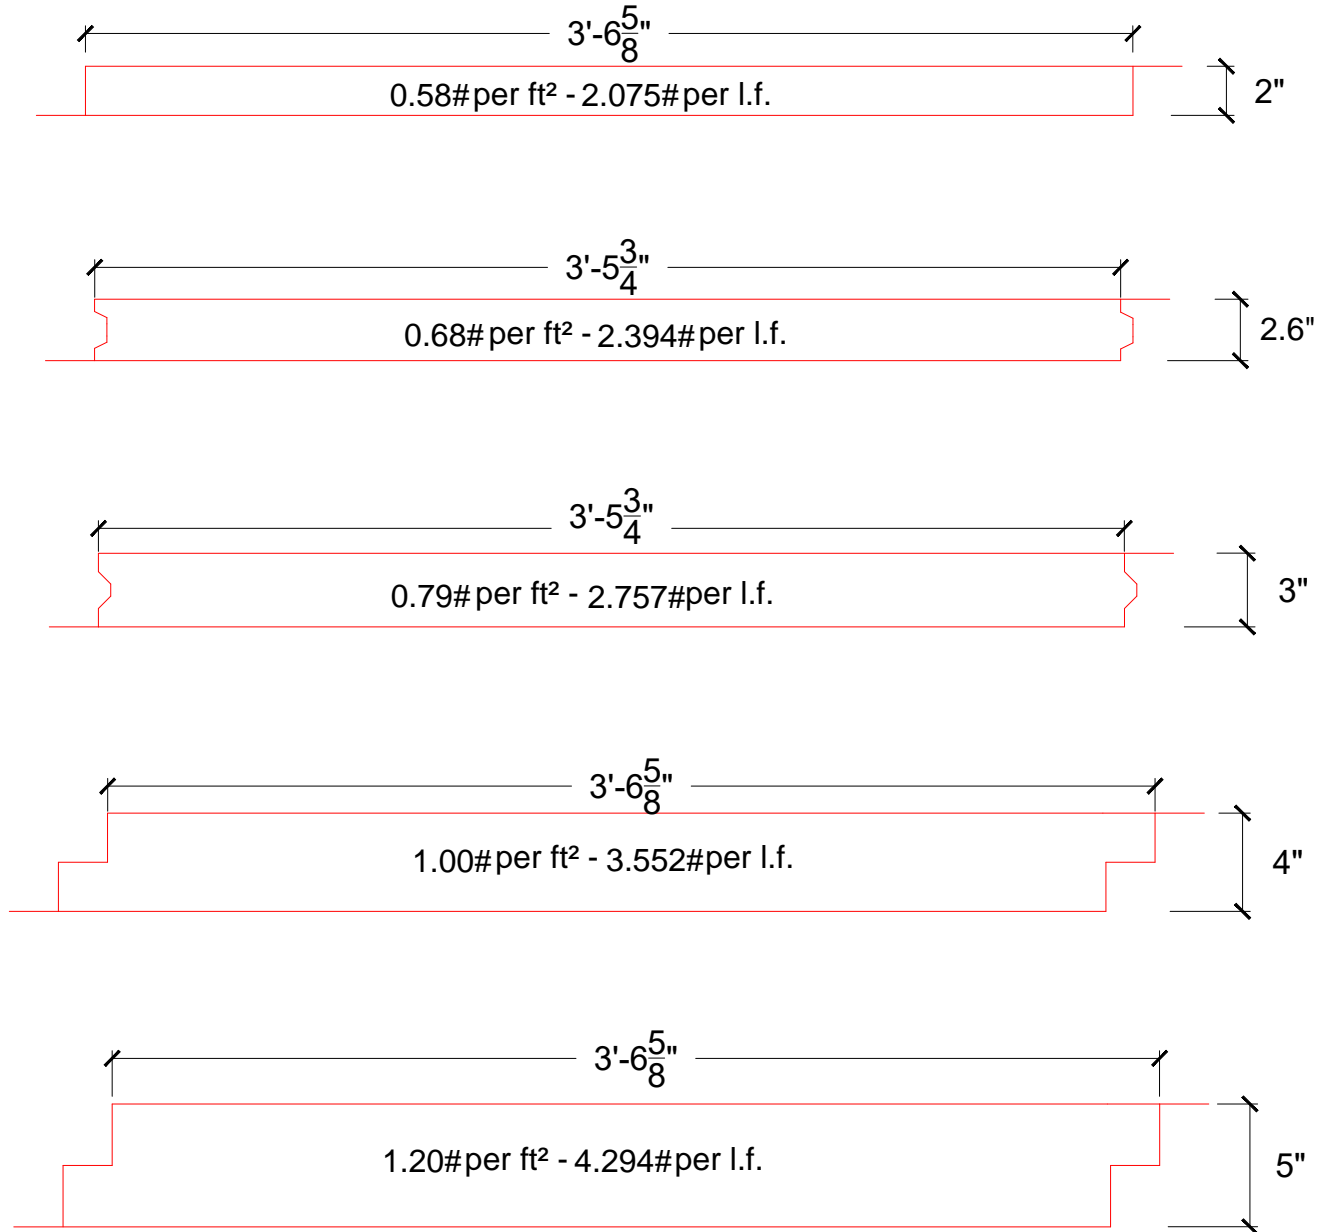 3'-6 5/8"
0.58# per ft² - 2.075# per l.f.
2"
3'-5 3/4"
0.68# per ft² - 2.394# per l.f.
2.6"
3'-5 3/4"
0.79# per ft² - 2.757# per l.f.
3"
3'-6 5/8"
1.00# per ft² - 3.552# per l.f.
4"
3'-6 5/8"
1.20# per ft² - 4.294# per l.f.
5"